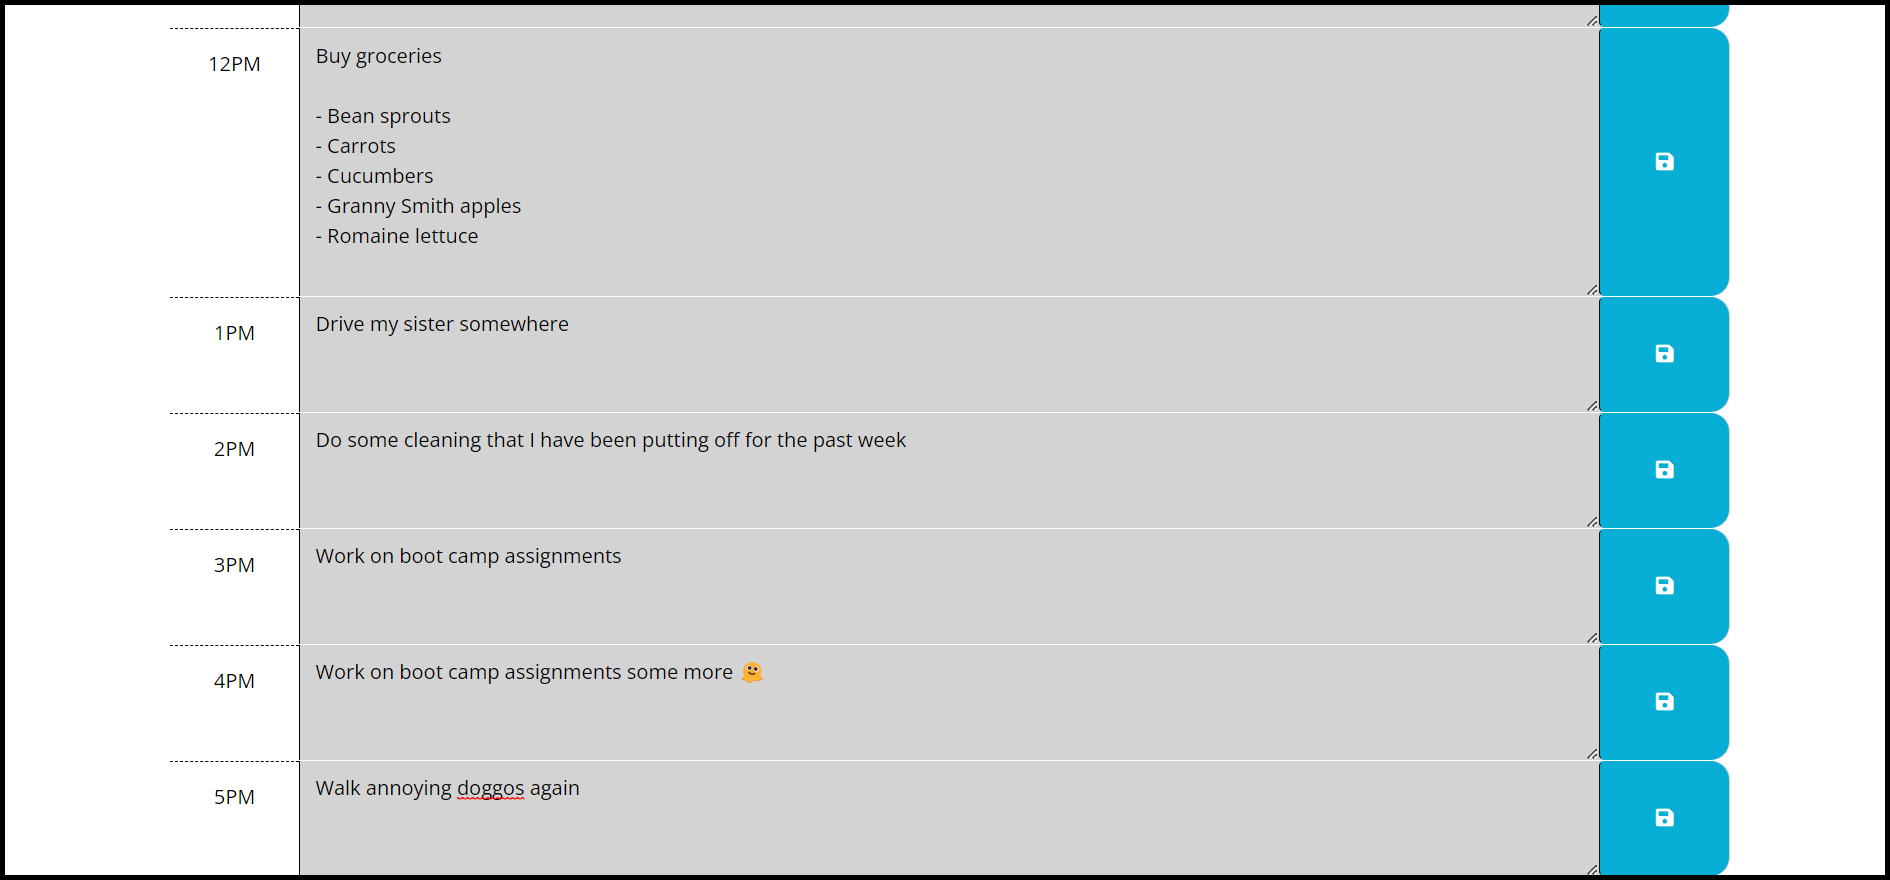 12PM
Buy groceries
- Bean sprouts
- Carrots
- Cucumbers
- Granny Smith apples
- Romaine lettuce
1PM
Drive my sister somewhere
2PM
Do some cleaning that I have been putting off for the past week
3PM
Work on boot camp assignments
4PM
Work on boot camp assignments some more 🫠
5PM
Walk annoying doggos again